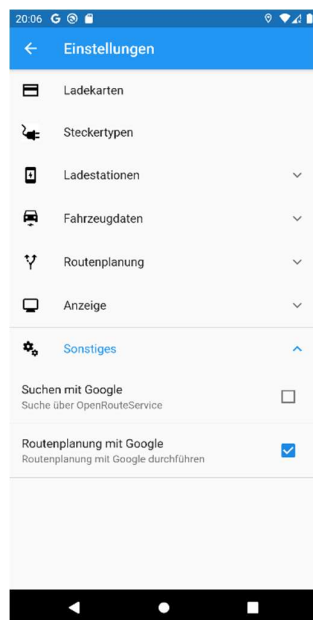 20:06
Einstellungen
Ladekarten
Steckertypen
Ladestationen
Fahrzeugdaten
Routenplanung
Anzeige
Sonstiges
Suchen mit Google
Suche über OpenRouteService
Routenplanung mit Google
Routenplanung mit Google durchführen